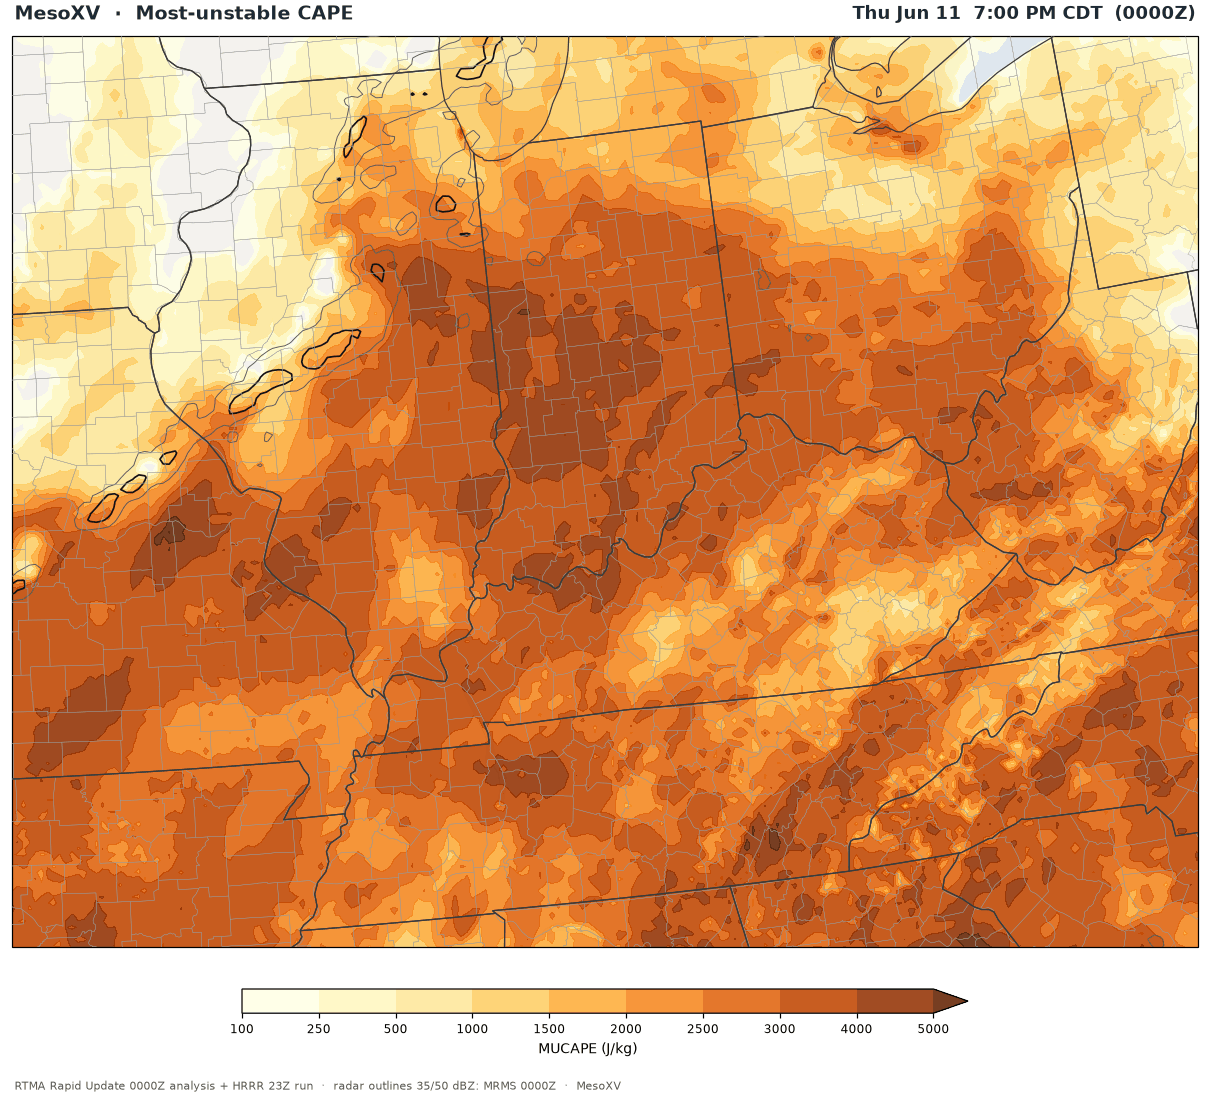 MesoXV · Most-unstable CAPE
Thu Jun 11 7:00 PM CDT (0000Z)
100 250 500 1000 1500 2000 2500 3000 4000 5000
MUCAPE (J/kg)
RTMA Rapid Update 0000Z analysis + HRRR 23Z run · radar outlines 35/50 dBZ: MRMS 0000Z · MesoXV